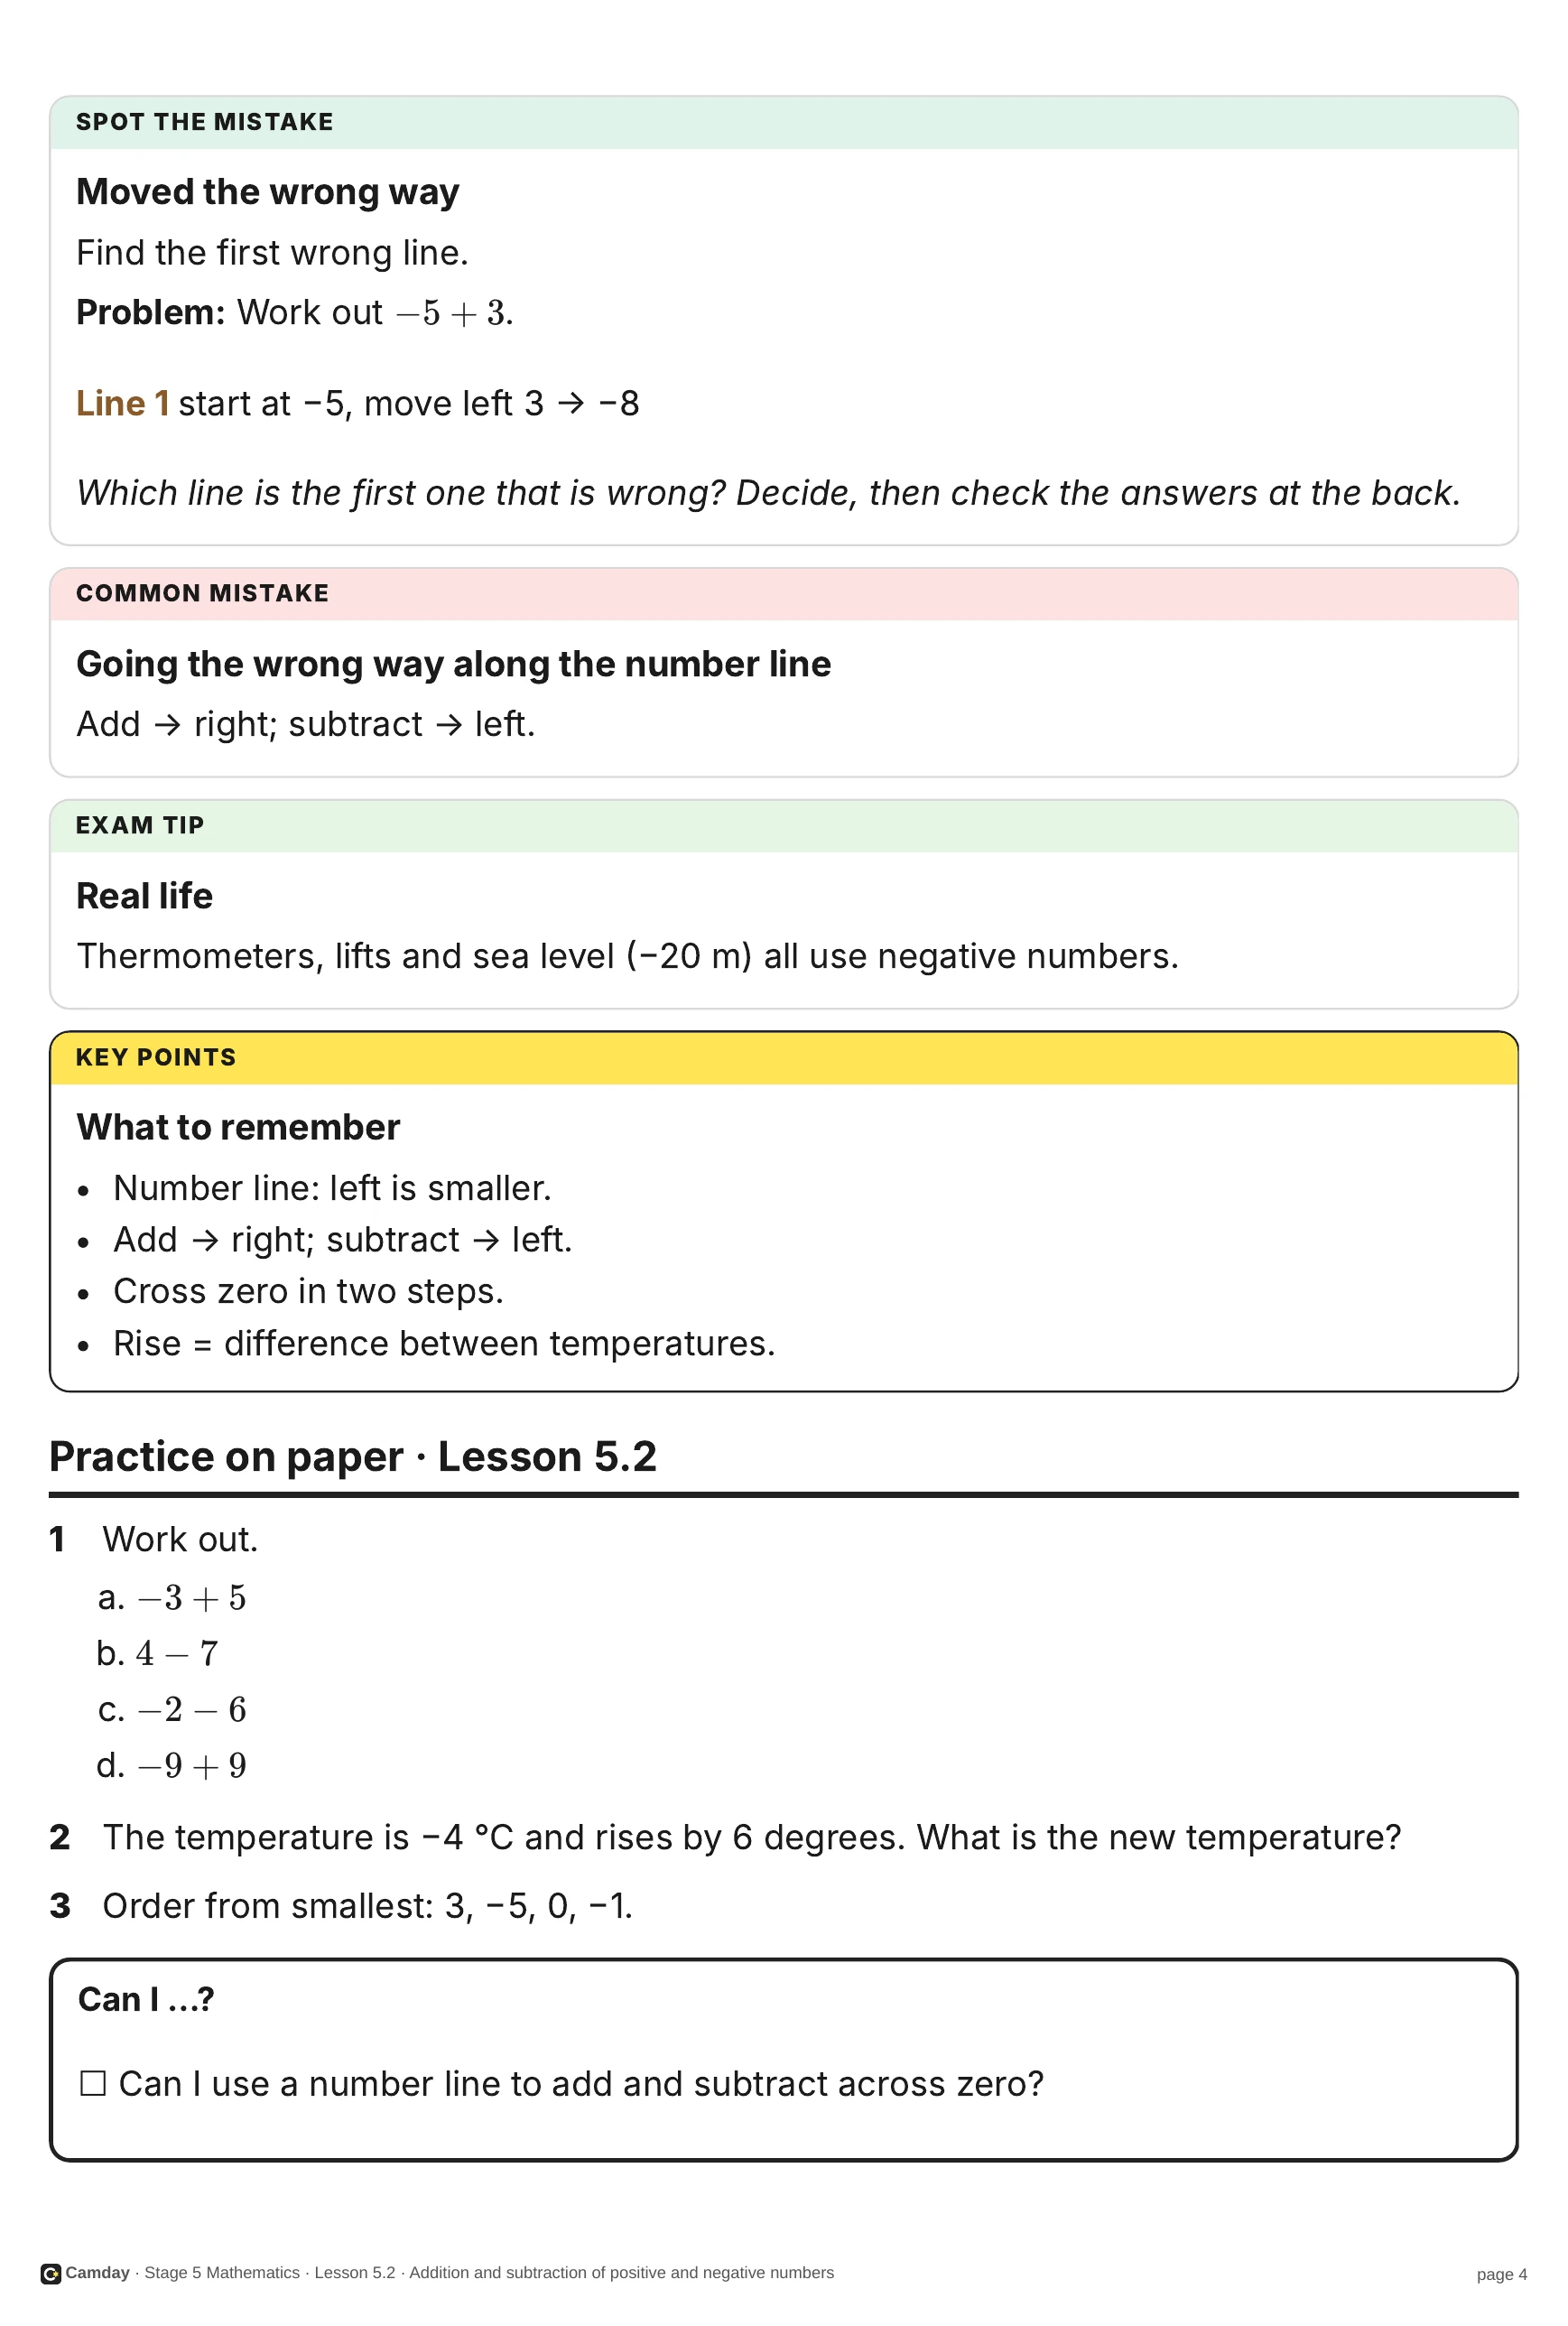 SPOT THE MISTAKE
Moved the wrong way
Find the first wrong line.
Problem: Work out −5 + 3.
Line 1 start at −5, move left 3 → −8
Which line is the first one that is wrong? Decide, then check the answers at the back.
COMMON MISTAKE
Going the wrong way along the number line
Add → right; subtract → left.
EXAM TIP
Real life
Thermometers, lifts and sea level (−20 m) all use negative numbers.
KEY POINTS
What to remember
• Number line: left is smaller.
• Add → right; subtract → left.
• Cross zero in two steps.
• Rise = difference between temperatures.
Practice on paper · Lesson 5.2
1 Work out.
a. −3 + 5
b. 4 − 7
c. −2 − 6
d. −9 + 9
2 The temperature is −4 °C and rises by 6 degrees. What is the new temperature?
3 Order from smallest: 3, −5, 0, −1.
Can I …?
☐ Can I use a number line to add and subtract across zero?
Camday · Stage 5 Mathematics · Lesson 5.2 · Addition and subtraction of positive and negative numbers page 4